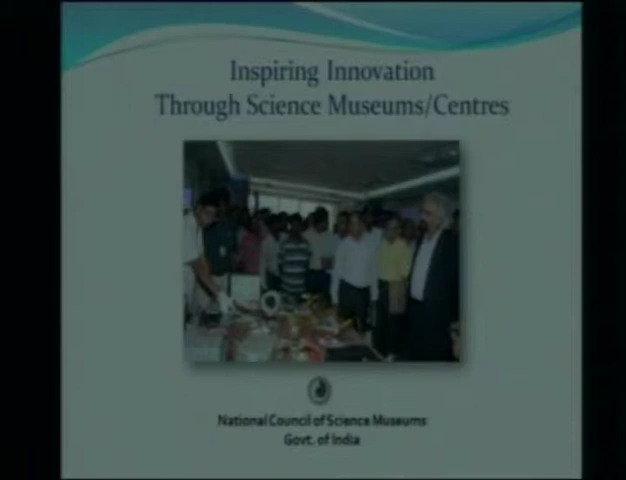 Inspiring Innovation
Through Science Museums/Centres
National Council of Science Museums
Govt. of India